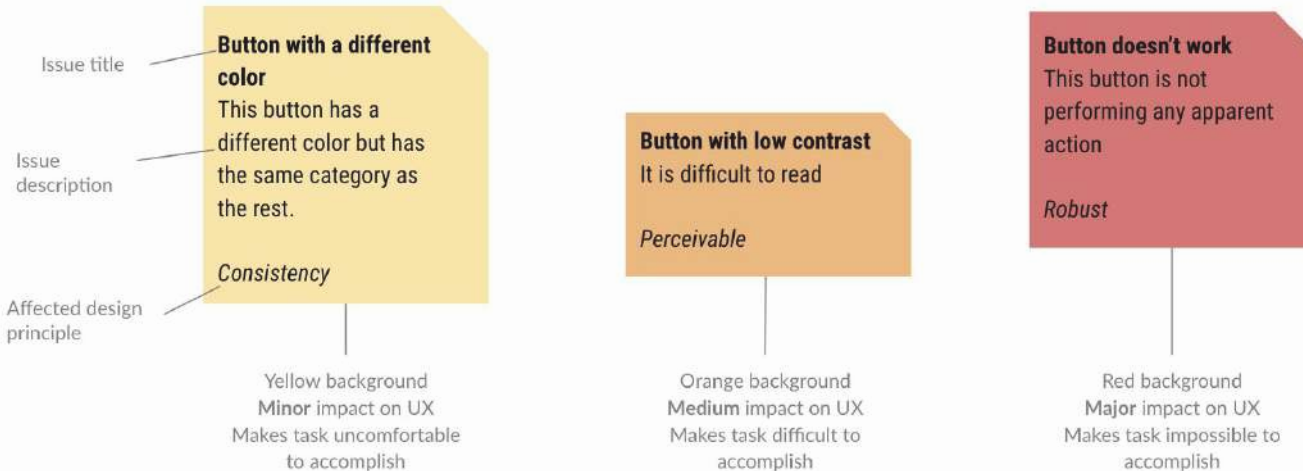 Issue title
Issue
description
Affected design
principle
Button with a different
color
This button has a
different color but has
the same category as
the rest.
Consistency
Yellow background
Minor impact on UX
Makes task uncomfortable
to accomplish
Button with low contrast
It is difficult to read
Perceivable
Orange background
Medium impact on UX
Makes task difficult to
accomplish
Button doesn't work
This button is not
performing any apparent
action
Robust
Red background
Major impact on UX
Makes task impossible to
accomplish